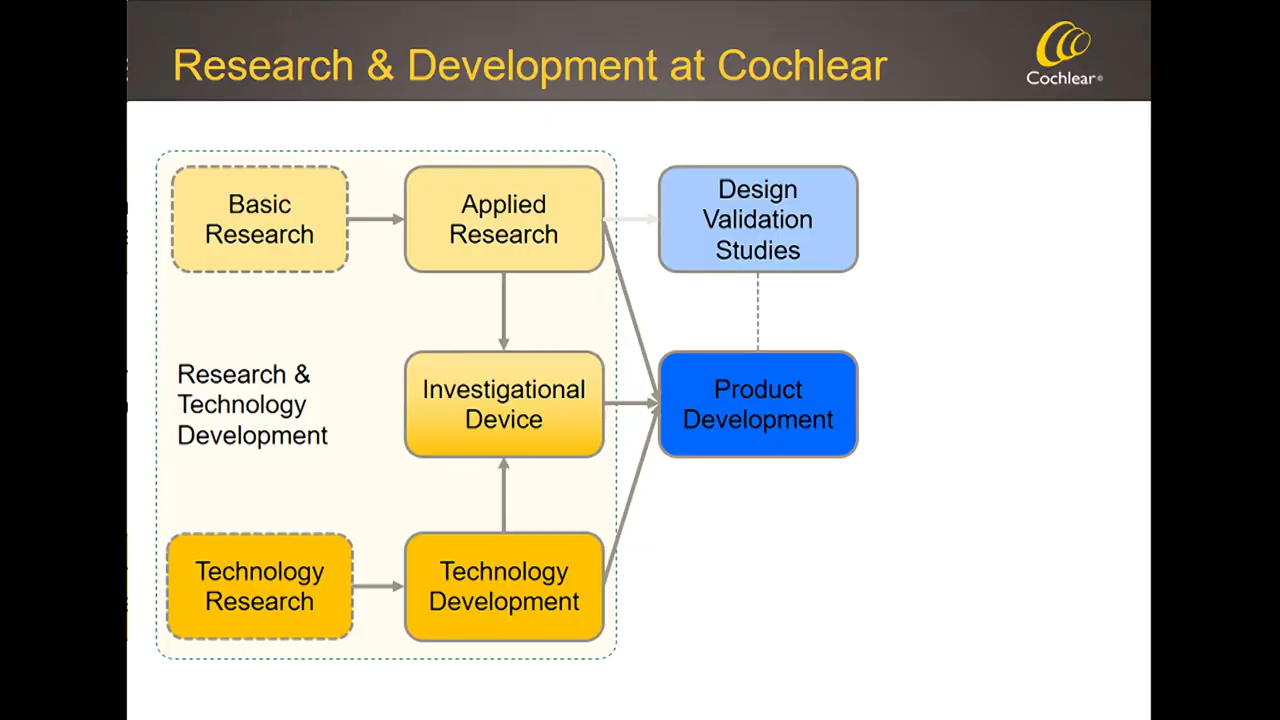 Research & Development at Cochlear
Cochlear®
Basic
Research
Applied
Research
Design
Validation
Studies
Research &
Technology
Development
Investigational
Device
Product
Development
Technology
Research
Technology
Development